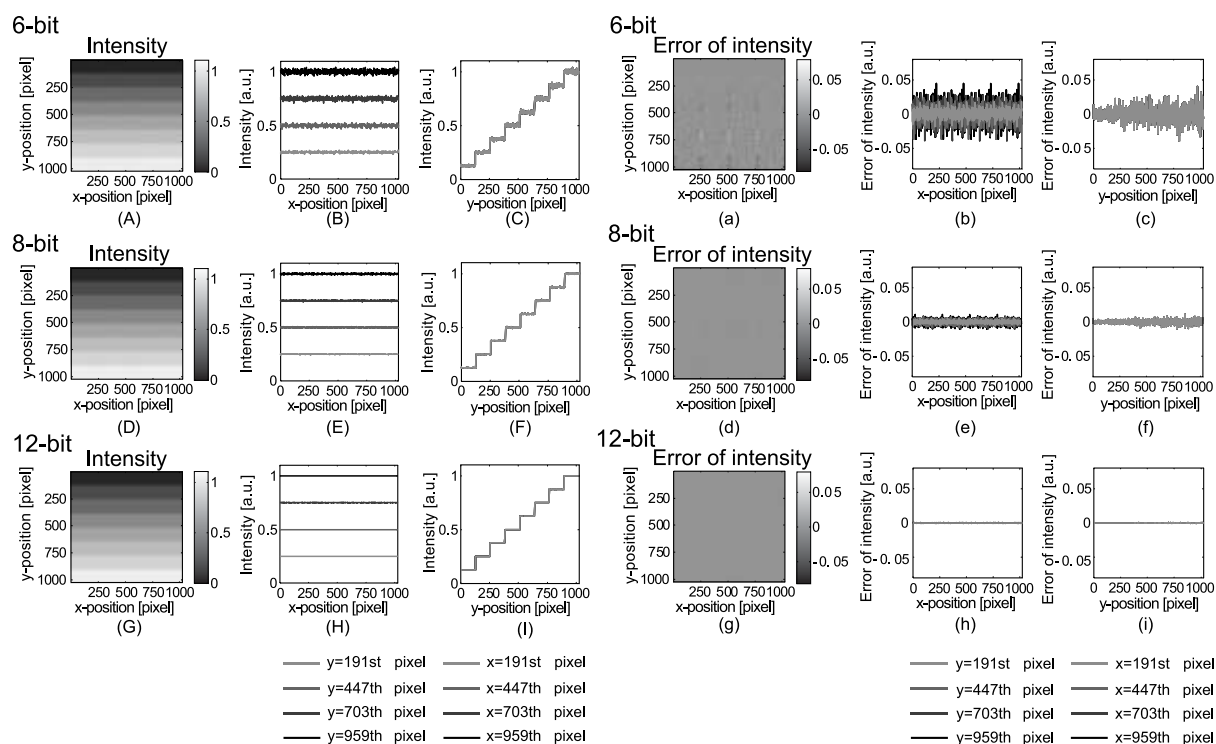 6-bit
Intensity
y-position [pixel]
250
500
750
1000
250 500 750 1000
x-position [pixel]
1
0.5
0
(A)
Intensity [a.u.]
1
0.5
0
0 250 500 750 1000
x-position [pixel]
(B)
Intensity [a.u.]
1
0.5
0
0 250 500 750 1000
y-position [pixel]
(C)
6-bit
Error of intensity
y-position [pixel]
250
500
750
1000
250 500 750 1000
x-position [pixel]
0.05
0
-0.05
(a)
Error of intensity [a.u.]
0.05
0
-0.05
0 250 500 750 1000
x-position [pixel]
(b)
Error of intensity [a.u.]
0.05
0
-0.05
0 250 500 750 1000
y-position [pixel]
(c)
8-bit
Intensity
y-position [pixel]
250
500
750
1000
250 500 750 1000
x-position [pixel]
1
0.5
0
(D)
Intensity [a.u.]
1
0.5
0
0 250 500 750 1000
x-position [pixel]
(E)
Intensity [a.u.]
1
0.5
0
0 250 500 750 1000
y-position [pixel]
(F)
8-bit
Error of intensity
y-position [pixel]
250
500
750
1000
250 500 750 1000
x-position [pixel]
0.05
0
-0.05
(d)
Error of intensity [a.u.]
0.05
0
-0.05
0 250 500 750 1000
x-position [pixel]
(e)
Error of intensity [a.u.]
0.05
0
-0.05
0 250 500 750 1000
y-position [pixel]
(f)
12-bit
Intensity
y-position [pixel]
250
500
750
1000
250 500 750 1000
x-position [pixel]
1
0.5
0
(G)
Intensity [a.u.]
1
0.5
0
0 250 500 750 1000
x-position [pixel]
(H)
Intensity [a.u.]
1
0.5
0
0 250 500 750 1000
y-position [pixel]
(I)
12-bit
Error of intensity
y-position [pixel]
250
500
750
1000
250 500 750 1000
x-position [pixel]
0.05
0
-0.05
(g)
Error of intensity [a.u.]
0.05
0
-0.05
0 250 500 750 1000
x-position [pixel]
(h)
Error of intensity [a.u.]
0.05
0
-0.05
0 250 500 750 1000
y-position [pixel]
(i)
y=191st pixel x=191st pixel
y=447th pixel x=447th pixel
y=703th pixel x=703th pixel
y=959th pixel x=959th pixel
y=191st pixel x=191st pixel
y=447th pixel x=447th pixel
y=703th pixel x=703th pixel
y=959th pixel x=959th pixel